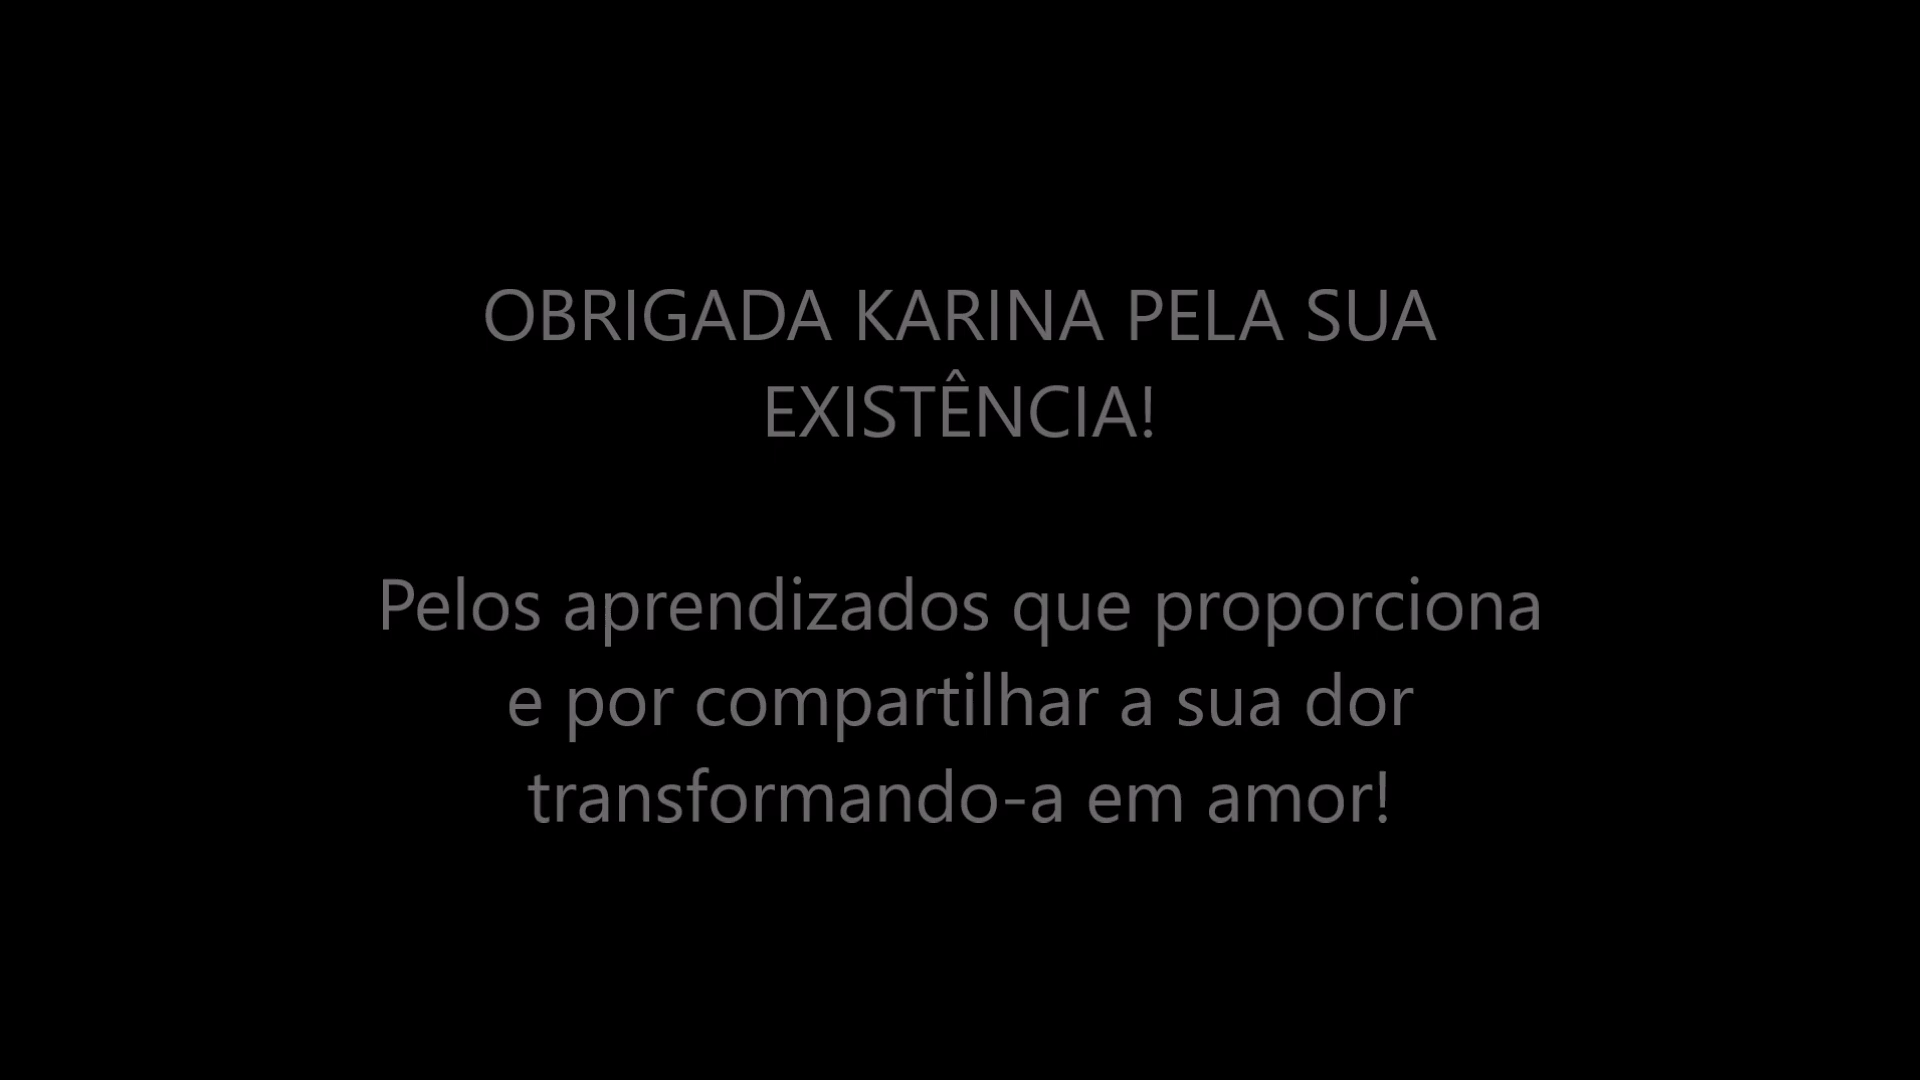 OBRIGADA KARINA PELA SUA
EXISTÊNCIA!
Pelos aprendizados que proporciona
e por compartilhar a sua dor
transformando-a em amor!